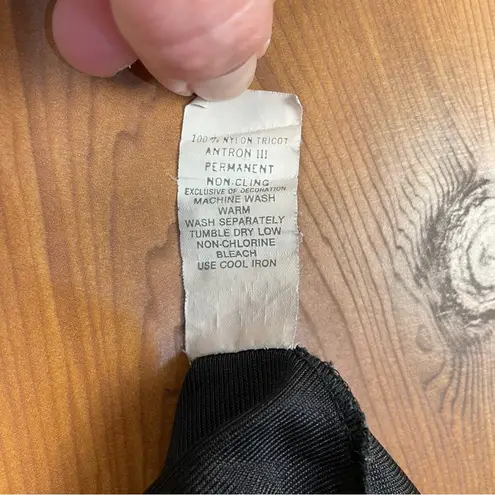 100% NYLON TRICOT
ANTRON III
PERMANENT
NON-CLING
EXCLUSIVE OF DECORATION
MACHINE WASH
WARM
WASH SEPARATELY
TUMBLE DRY LOW
NON-CHLORINE
BLEACH
USE COOL IRON